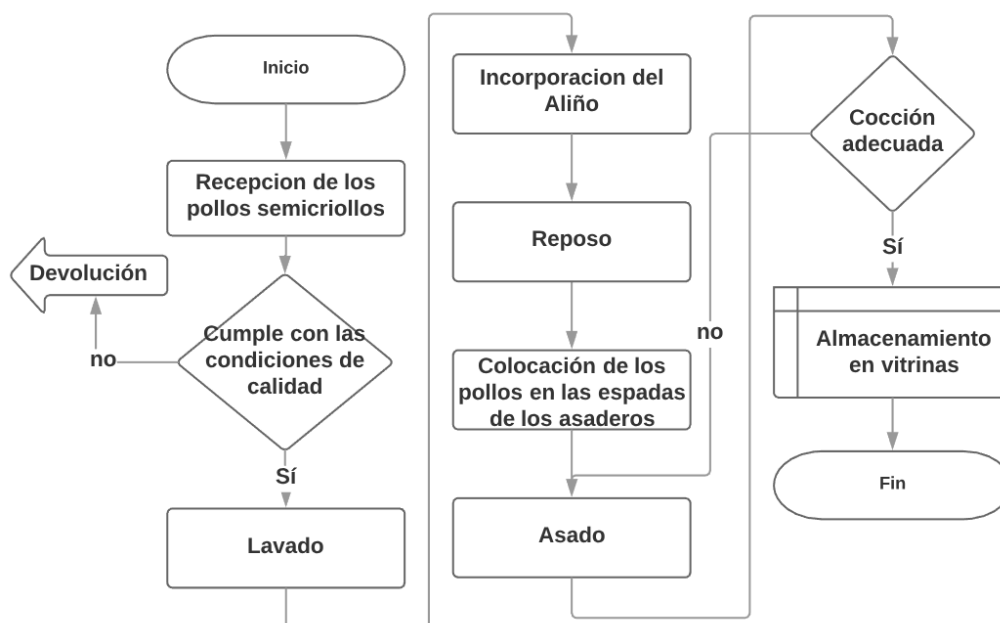 Inicio
Recepcion de los
pollos semicriollos
Devolución
no
Cumple con las
condiciones de
calidad
Sí
Lavado
Incorporacion del
Aliño
Reposo
Colocación de los
pollos en las espadas
de los asaderos
Asado
Cocción
adecuada
no
Sí
Almacenamiento
en vitrinas
Fin